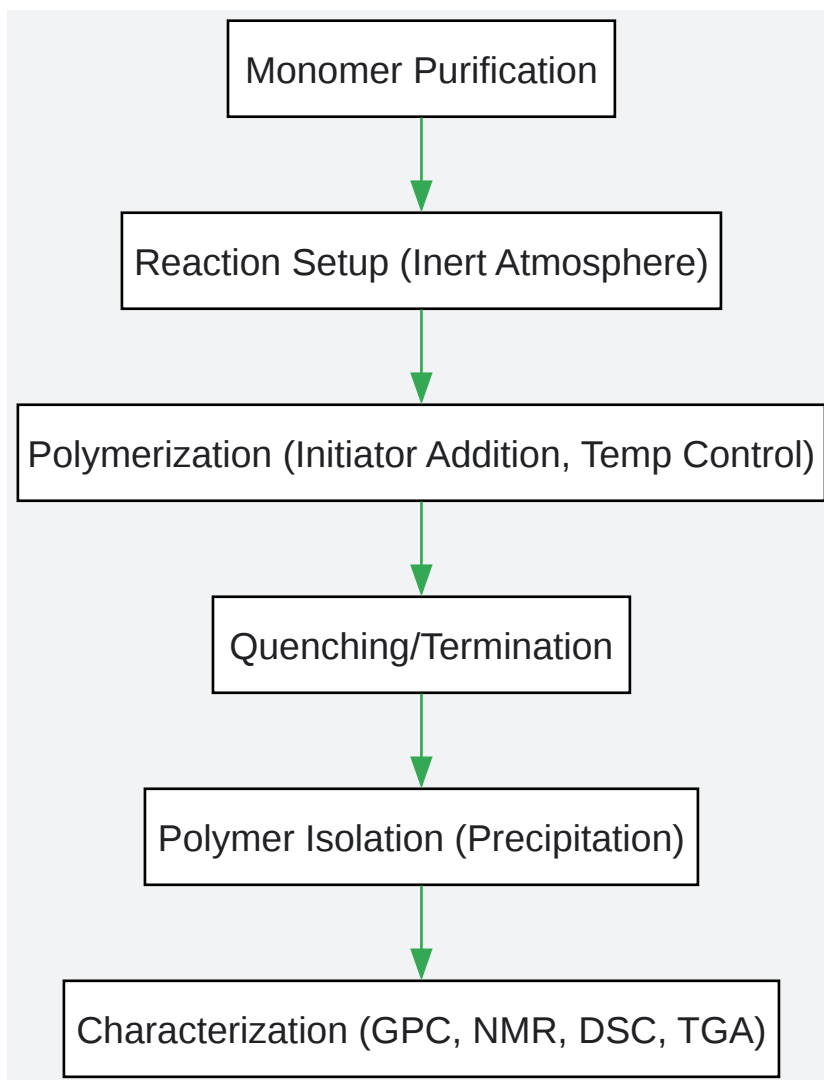 Monomer Purification
Reaction Setup (Inert Atmosphere)
Polymerization (Initiator Addition, Temp Control)
Quenching/Termination
Polymer Isolation (Precipitation)
Characterization (GPC, NMR, DSC, TGA)